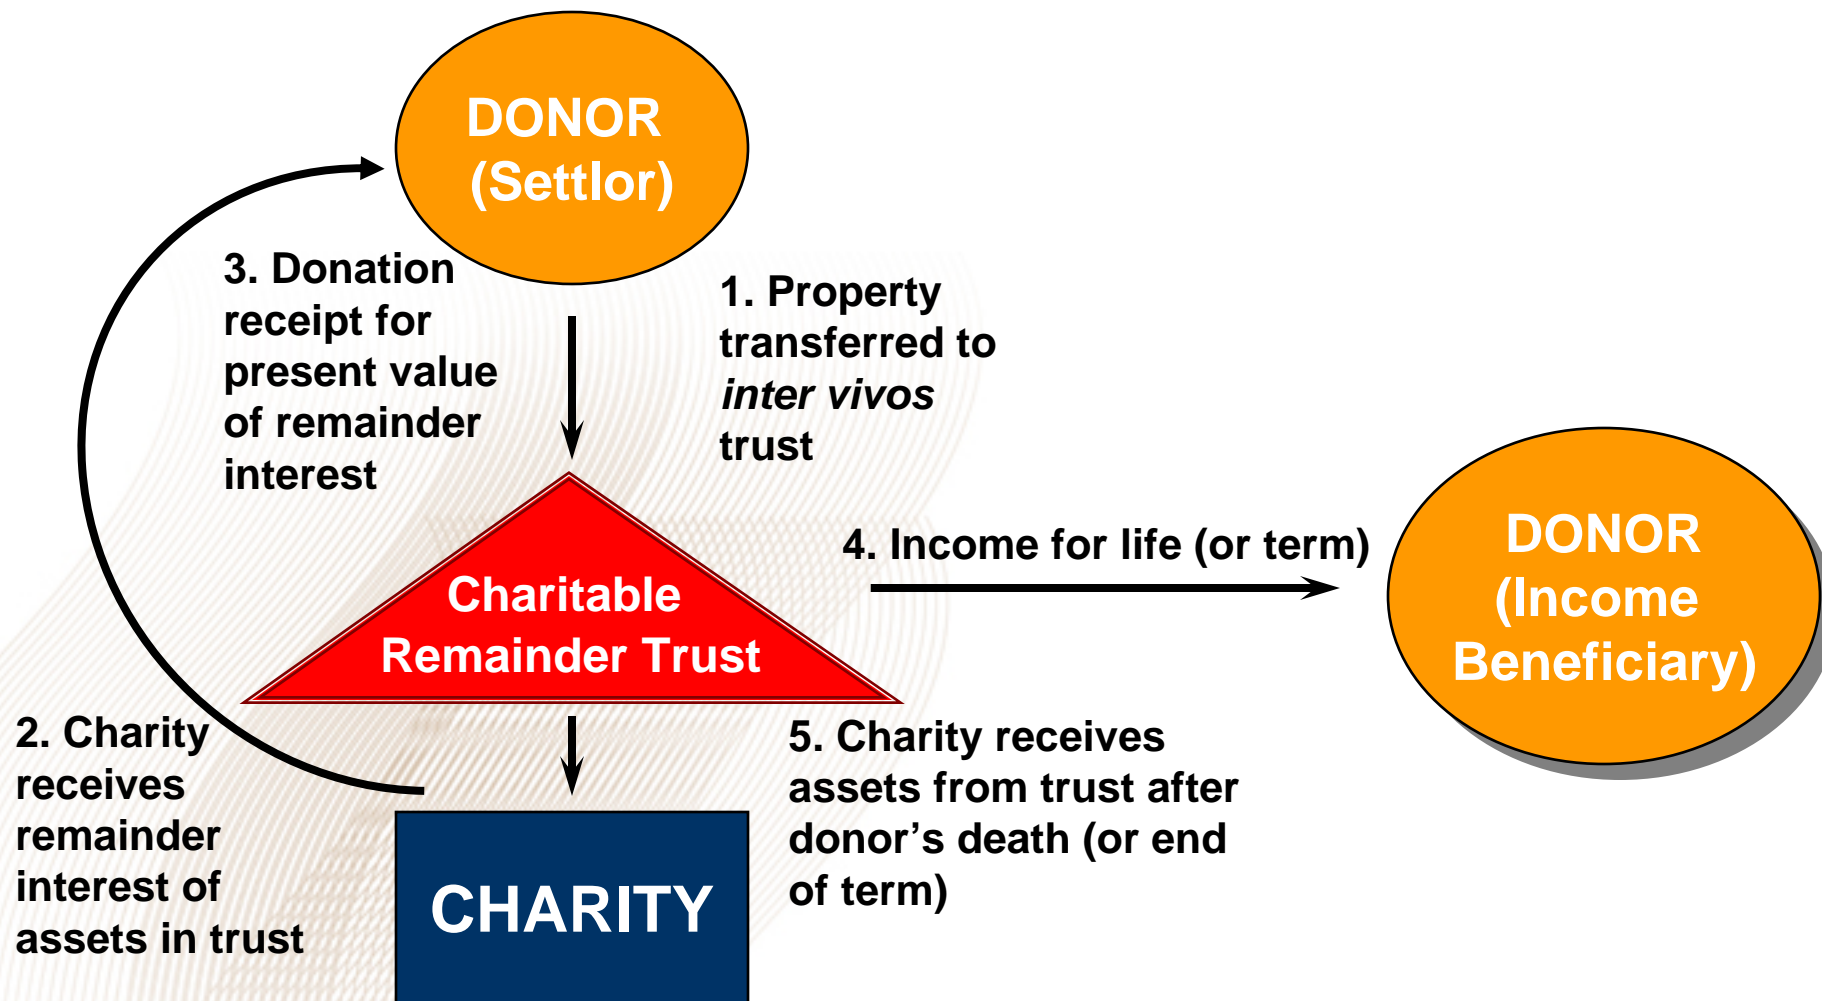 DONOR
(Settlor)
3. Donation
receipt for
present value
of remainder
interest
1. Property
transferred to
inter vivos
trust
Charitable
Remainder Trust
4. Income for life (or term)
DONOR
(Income
Beneficiary)
2. Charity
receives
remainder
interest of
assets in trust
5. Charity receives
assets from trust after
donor’s death (or end
of term)
CHARITY